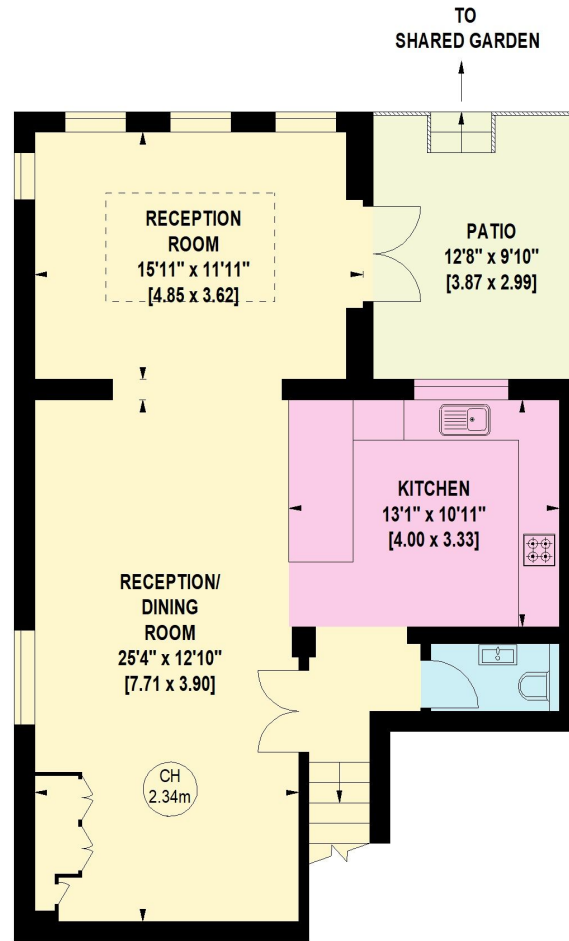 TO
SHARED GARDEN
RECEPTION
ROOM
15'11" x 11'11"
[4.85 x 3.62]
PATIO
12'8" x 9'10"
[3.87 x 2.99]
KITCHEN
13'1" x 10'11"
[4.00 x 3.33]
RECEPTION/
DINING
ROOM
25'4" x 12'10"
[7.71 x 3.90]
CH
2.34m